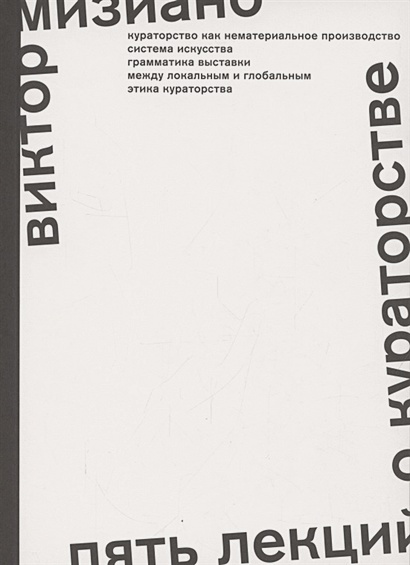 виктор
мизиано
кураторство как нематериальное производство
система искусства
грамматика выставки
между локальным и глобальным
этика кураторства
пять лекций
о кураторстве